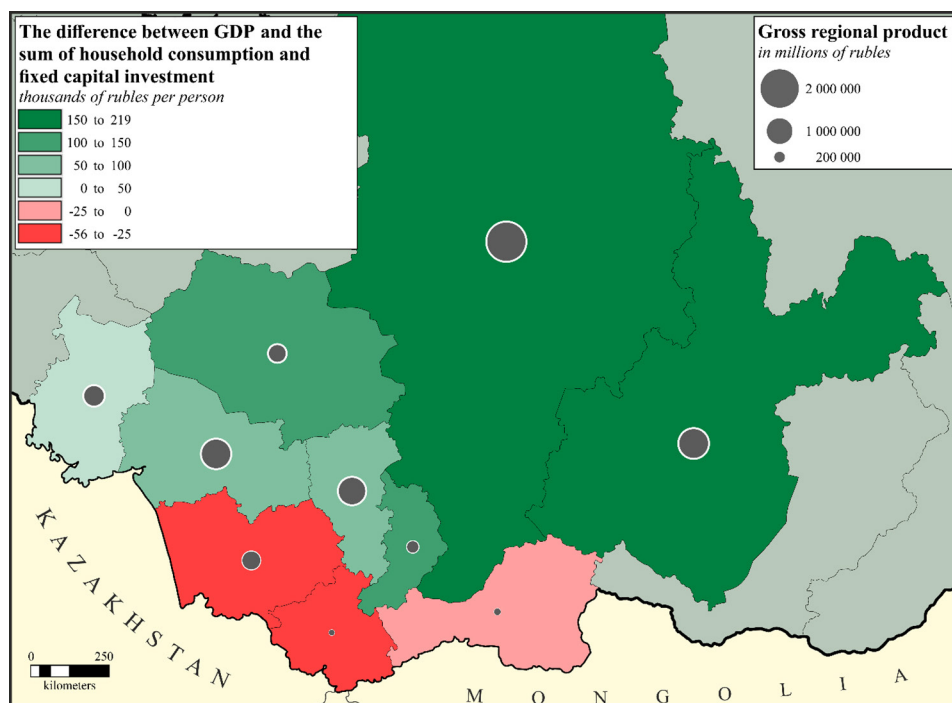 The difference between GDP and the
sum of household consumption and
fixed capital investment
thousands of rubles per person
150 to 219
100 to 150
50 to 100
0 to 50
-25 to 0
-56 to -25
Gross regional product
in millions of rubles
2 000 000
1 000 000
200 000
KAZAKHSTAN
MONGOLIA
0 250
kilometers